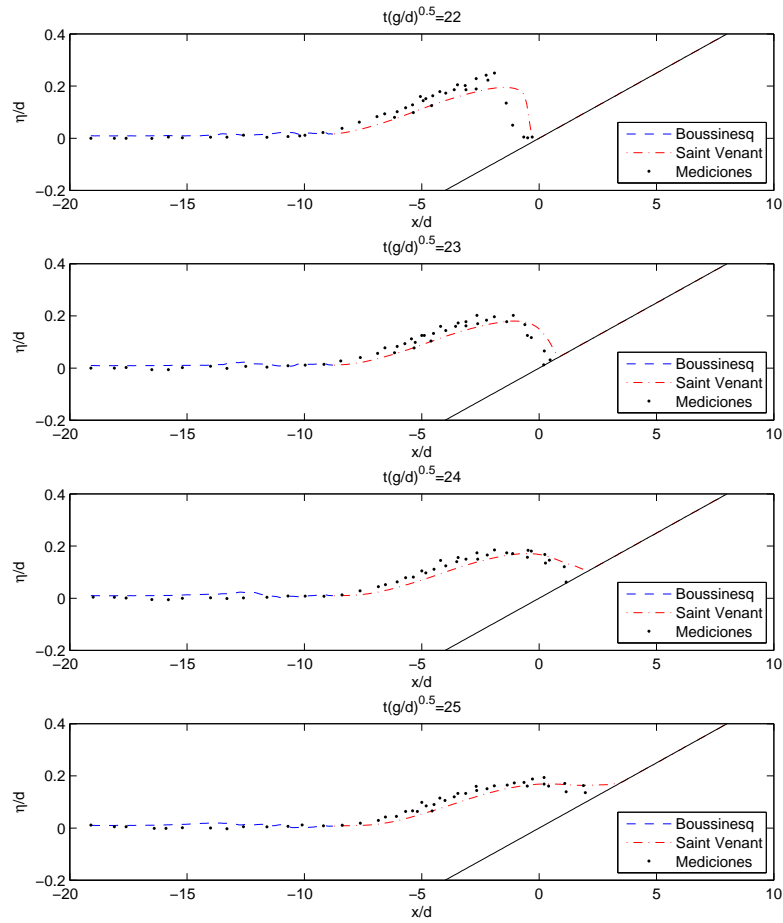 t(g/d)^0.5=22
0.4
0.2
0
−0.2
η/d
−20 −15 −10 −5 0 5 10
x/d
Boussinesq
Saint Venant
Mediciones
t(g/d)^0.5=23
0.4
0.2
0
−0.2
η/d
−20 −15 −10 −5 0 5 10
x/d
Boussinesq
Saint Venant
Mediciones
t(g/d)^0.5=24
0.4
0.2
0
−0.2
η/d
−20 −15 −10 −5 0 5 10
x/d
Boussinesq
Saint Venant
Mediciones
t(g/d)^0.5=25
0.4
0.2
0
−0.2
η/d
−20 −15 −10 −5 0 5 10
x/d
Boussinesq
Saint Venant
Mediciones